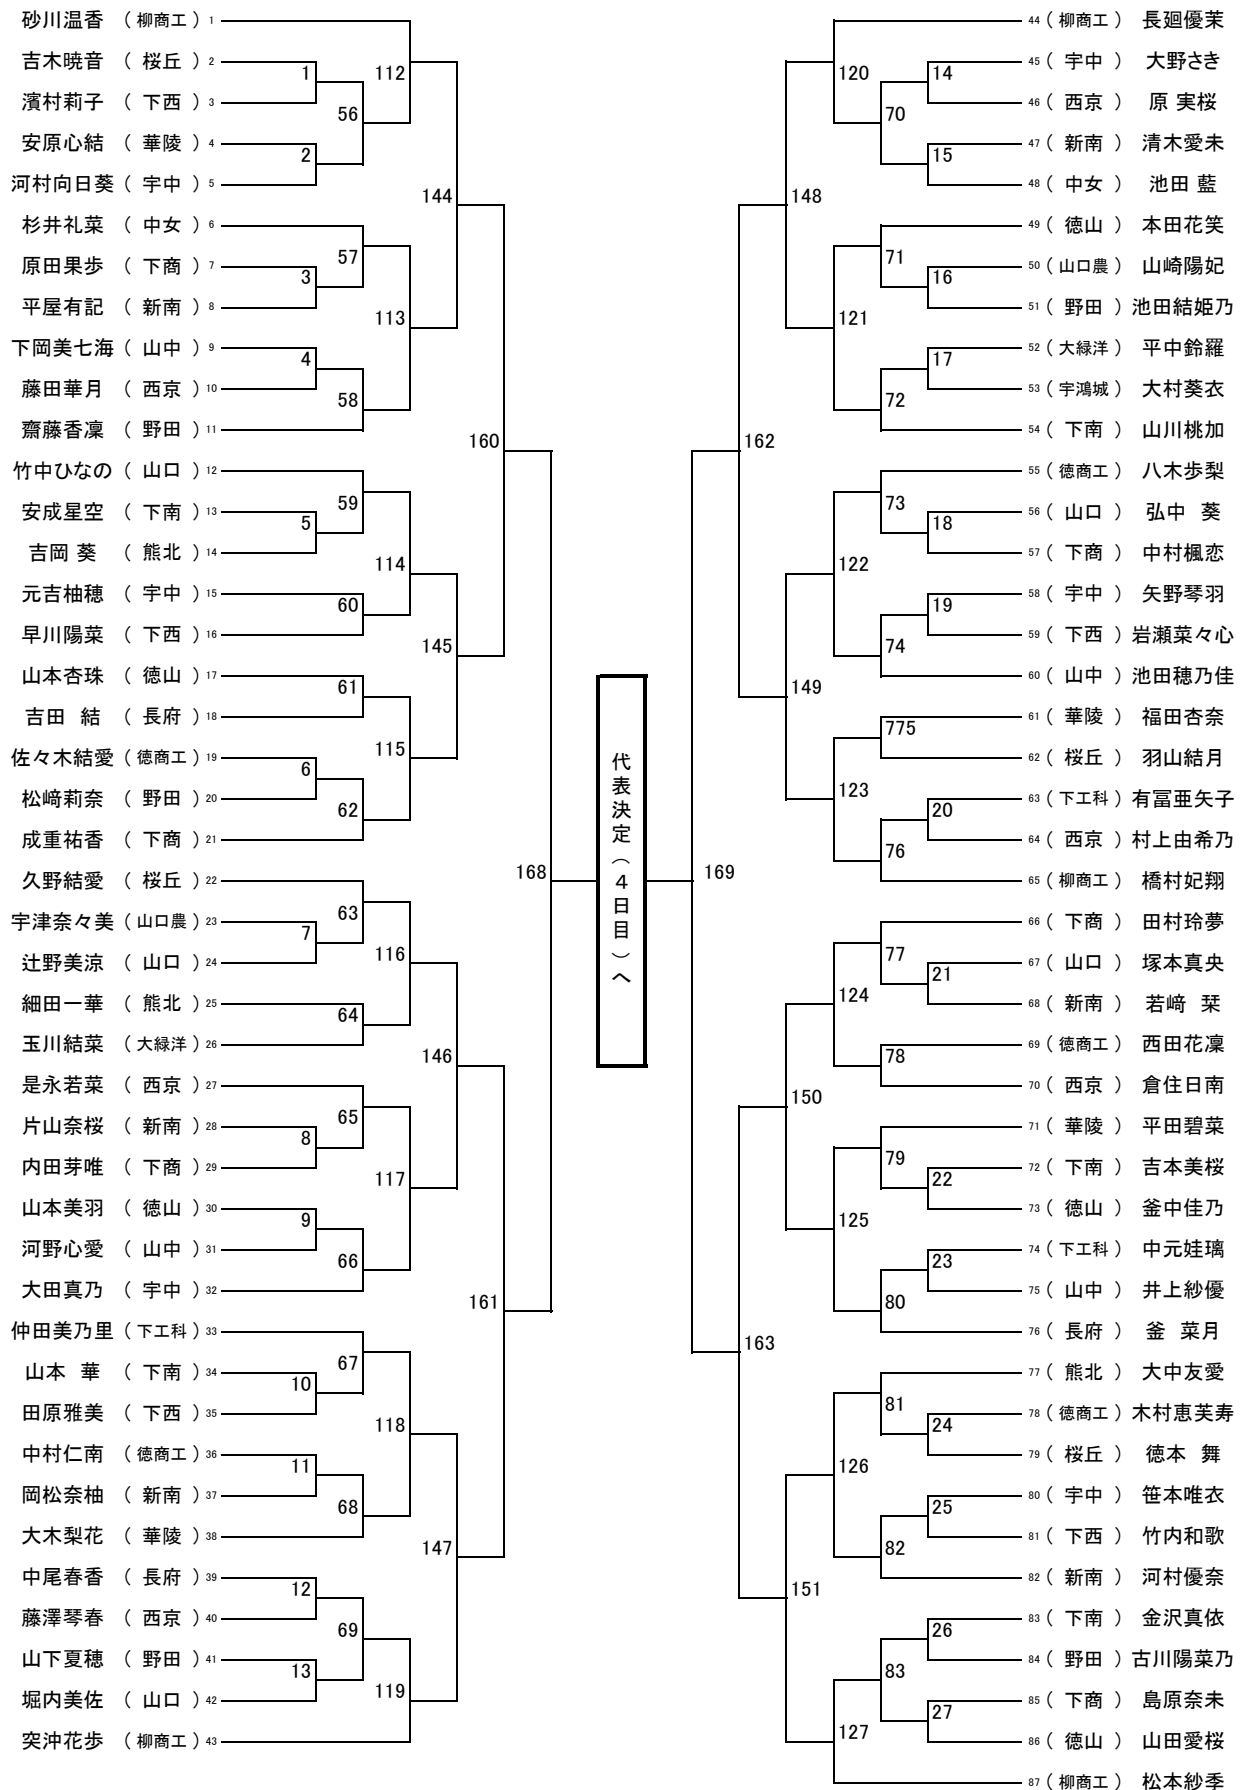 砂川温香 （ 柳商工 ） 1
吉木暁音 （ 桜丘 ） 2
濱村莉子 （ 下西 ） 3
安原心結 （ 華陵 ） 4
河村向日葵 （ 宇中 ） 5
杉井礼菜 （ 中女 ） 6
原田果歩 （ 下商 ） 7
平屋有記 （ 新南 ） 8
下岡美七海 （ 山中 ） 9
藤田華月 （ 西京 ） 10
齋藤香凜 （ 野田 ） 11
竹中ひなの （ 山口 ） 12
安成星空 （ 下南 ） 13
吉岡 葵 （ 熊北 ） 14
元吉柚穂 （ 宇中 ） 15
早川陽菜 （ 下西 ） 16
山本杏珠 （ 徳山 ） 17
吉田 結 （ 長府 ） 18
佐々木結愛 （ 徳商工 ） 19
松﨑莉奈 （ 野田 ） 20
成重祐香 （ 下商 ） 21
久野結愛 （ 桜丘 ） 22
宇津奈々美 （ 山口農 ） 23
辻野美涼 （ 山口 ） 24
細田一華 （ 熊北 ） 25
玉川結菜 （ 大緑洋 ） 26
是永若菜 （ 西京 ） 27
片山奈桜 （ 新南 ） 28
内田芽唯 （ 下商 ） 29
山本美羽 （ 徳山 ） 30
河野心愛 （ 山中 ） 31
大田真乃 （ 宇中 ） 32
仲田美乃里 （ 下工科 ） 33
山本 華 （ 下南 ） 34
田原雅美 （ 下西 ） 35
中村仁南 （ 徳商工 ） 36
岡松奈柚 （ 新南 ） 37
大木梨花 （ 華陵 ） 38
中尾春香 （ 長府 ） 39
藤澤琴春 （ 西京 ） 40
山下夏穂 （ 野田 ） 41
堀内美佐 （ 山口 ） 42
突沖花歩 （ 柳商工 ） 43
1
2
3
4
5
6
7
8
9
10
11
12
13
56
57
58
59
60
61
62
63
64
65
66
67
68
69
112
113
114
115
116
117
118
119
144
145
146
147
160
161
168
代表決定（４日目）へ
169
162
163
148
149
150
151
120
121
122
123
124
125
126
127
70
71
72
73
74
775
76
77
78
79
80
81
82
83
14
15
16
17
18
19
20
21
22
23
24
25
26
27
44 （ 柳商工 ） 長廻優茉
45 （ 宇中 ） 大野さき
46 （ 西京 ） 原 実桜
47 （ 新南 ） 清木愛未
48 （ 中女 ） 池田 藍
49 （ 徳山 ） 本田花笑
50 （ 山口農 ） 山崎陽妃
51 （ 野田 ） 池田結姫乃
52 （ 大緑洋 ） 平中鈴羅
53 （ 宇鴻城 ） 大村葵衣
54 （ 下南 ） 山川桃加
55 （ 徳商工 ） 八木歩梨
56 （ 山口 ） 弘中 葵
57 （ 下商 ） 中村楓恋
58 （ 宇中 ） 矢野琴羽
59 （ 下西 ） 岩瀬菜々心
60 （ 山中 ） 池田穂乃佳
61 （ 華陵 ） 福田杏奈
62 （ 桜丘 ） 羽山結月
63 （ 下工科 ） 有冨亜矢子
64 （ 西京 ） 村上由希乃
65 （ 柳商工 ） 橋村妃翔
66 （ 下商 ） 田村玲夢
67 （ 山口 ） 塚本真央
68 （ 新南 ） 若﨑 栞
69 （ 徳商工 ） 西田花凜
70 （ 西京 ） 倉住日南
71 （ 華陵 ） 平田碧菜
72 （ 下南 ） 吉本美桜
73 （ 徳山 ） 釜中佳乃
74 （ 下工科 ） 中元娃璃
75 （ 山中 ） 井上紗優
76 （ 長府 ） 釜 菜月
77 （ 熊北 ） 大中友愛
78 （ 徳商工 ） 木村恵芙寿
79 （ 桜丘 ） 徳本 舞
80 （ 宇中 ） 笹本唯衣
81 （ 下西 ） 竹内和歌
82 （ 新南 ） 河村優奈
83 （ 下南 ） 金沢真依
84 （ 野田 ） 古川陽菜乃
85 （ 下商 ） 島原奈未
86 （ 徳山 ） 山田愛桜
87 （ 柳商工 ） 松本紗季